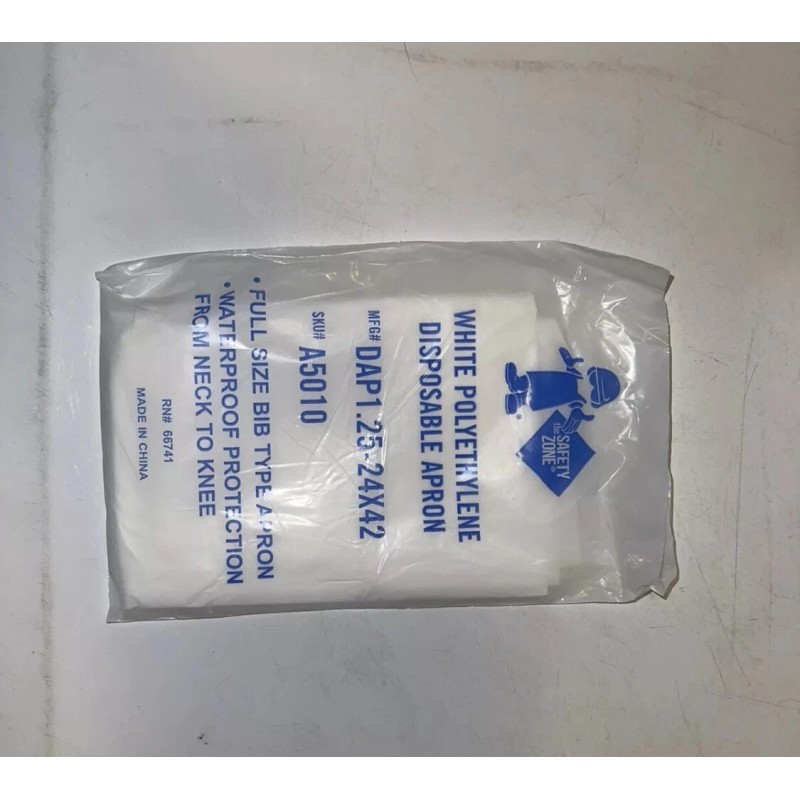 the
SAFETY
ZONE®
®
WHITE POLYETHYLENE
DISPOSABLE APRON
MFG# DAP1.25-24X42
SKU# A5010
• FULL SIZE BIB TYPE APRON
• WATERPROOF PROTECTION
FROM NECK TO KNEE
RN# 66741
MADE IN CHINA